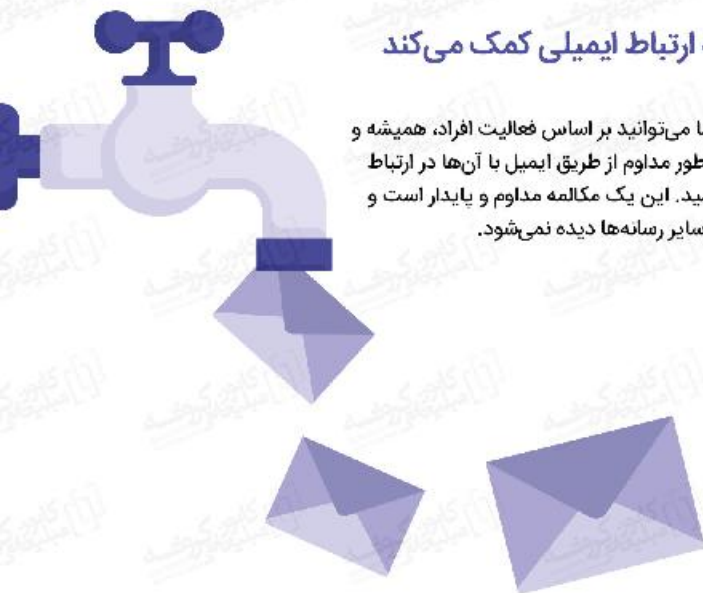 ارتباط ایمیلی کمک می‌کند
می‌توانید بر اساس فعالیت افراد، همیشه و
طور مداوم از طریق ایمیل با آن‌ها در ارتباط
این یک مکالمه مداوم و پایدار است و
سایر رسانه‌ها دیده نمی‌شود.